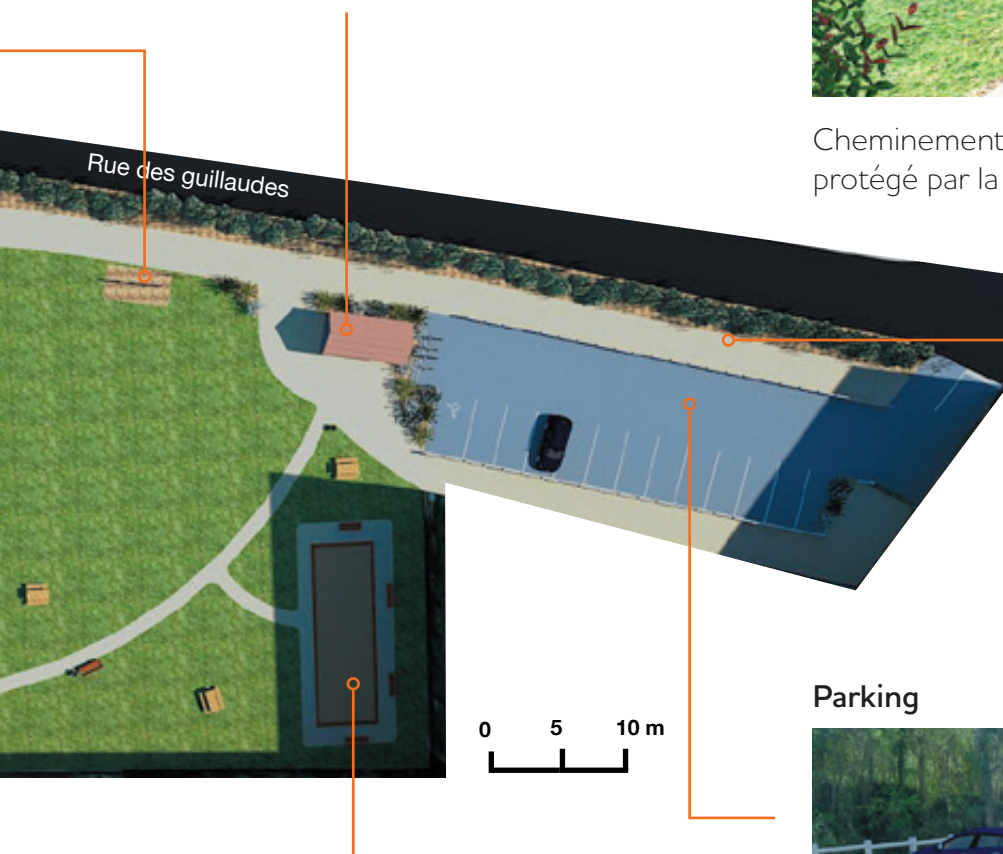 Cheminement
protégé par la
Rue des guillaudes
Parking
0 5 10 m